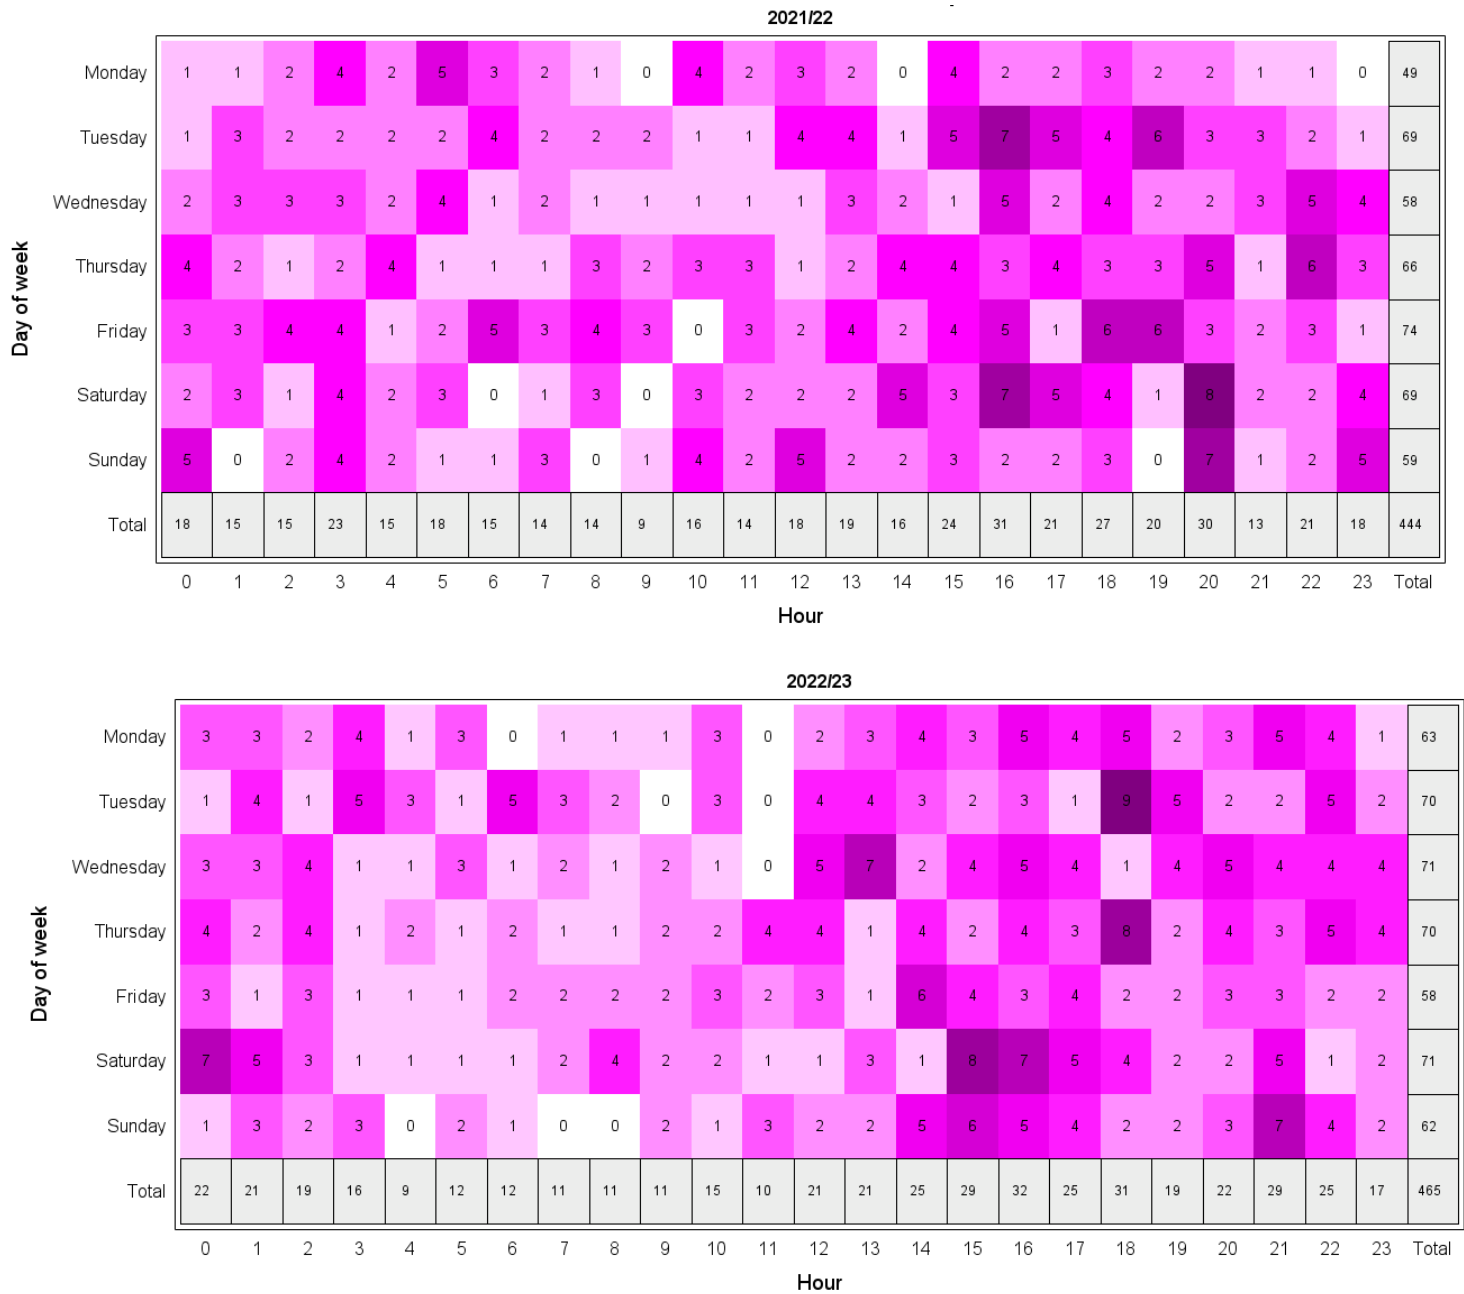 2021/22
Monday 1 1 2 4 2 5 3 2 1 0 4 2 3 2 0 4 2 2 3 2 2 1 1 0 49
Tuesday 1 3 2 2 2 2 4 2 2 2 1 1 4 4 1 5 7 5 4 6 3 3 2 1 69
Wednesday 2 3 3 3 2 4 1 2 1 1 1 1 1 3 2 1 5 2 4 2 2 3 5 4 58
Thursday 4 2 1 2 4 1 1 1 3 2 3 3 1 2 4 4 3 4 3 3 5 1 6 3 66
Friday 3 3 4 4 1 2 5 3 4 3 0 3 2 4 2 4 5 1 6 6 3 2 3 1 74
Saturday 2 3 1 4 2 3 0 1 3 0 3 2 2 2 5 3 7 5 4 1 8 2 2 4 69
Sunday 5 0 2 4 2 1 1 3 0 1 4 2 5 2 2 3 2 2 3 0 7 1 2 5 59
Total 18 15 15 23 15 18 15 14 14 9 16 14 18 19 16 24 31 21 27 20 30 13 21 18 444
0 1 2 3 4 5 6 7 8 9 10 11 12 13 14 15 16 17 18 19 20 21 22 23 Total
Hour
Day of week
2022/23
Monday 3 3 2 4 1 3 0 1 1 1 3 0 2 3 4 3 5 4 5 2 3 5 4 1 63
Tuesday 1 4 1 5 3 1 5 3 2 0 3 0 4 4 3 2 3 1 9 5 2 2 5 2 70
Wednesday 3 3 4 1 1 3 1 2 1 2 1 0 5 7 2 4 5 4 1 4 5 4 4 4 71
Thursday 4 2 4 1 2 1 2 1 1 2 2 4 4 1 4 2 4 3 8 2 4 3 5 4 70
Friday 3 1 3 1 1 1 2 2 2 2 3 2 3 1 6 4 3 4 2 2 3 3 2 2 58
Saturday 7 5 3 1 1 1 1 2 4 2 2 1 1 3 1 8 7 5 4 2 2 5 1 2 71
Sunday 1 3 2 3 0 2 1 0 0 2 1 3 2 2 5 6 5 4 2 2 3 7 4 2 62
Total 22 21 19 16 9 12 12 11 11 11 15 10 21 21 25 29 32 25 31 19 22 29 25 17 465
0 1 2 3 4 5 6 7 8 9 10 11 12 13 14 15 16 17 18 19 20 21 22 23 Total
Hour
Day of week